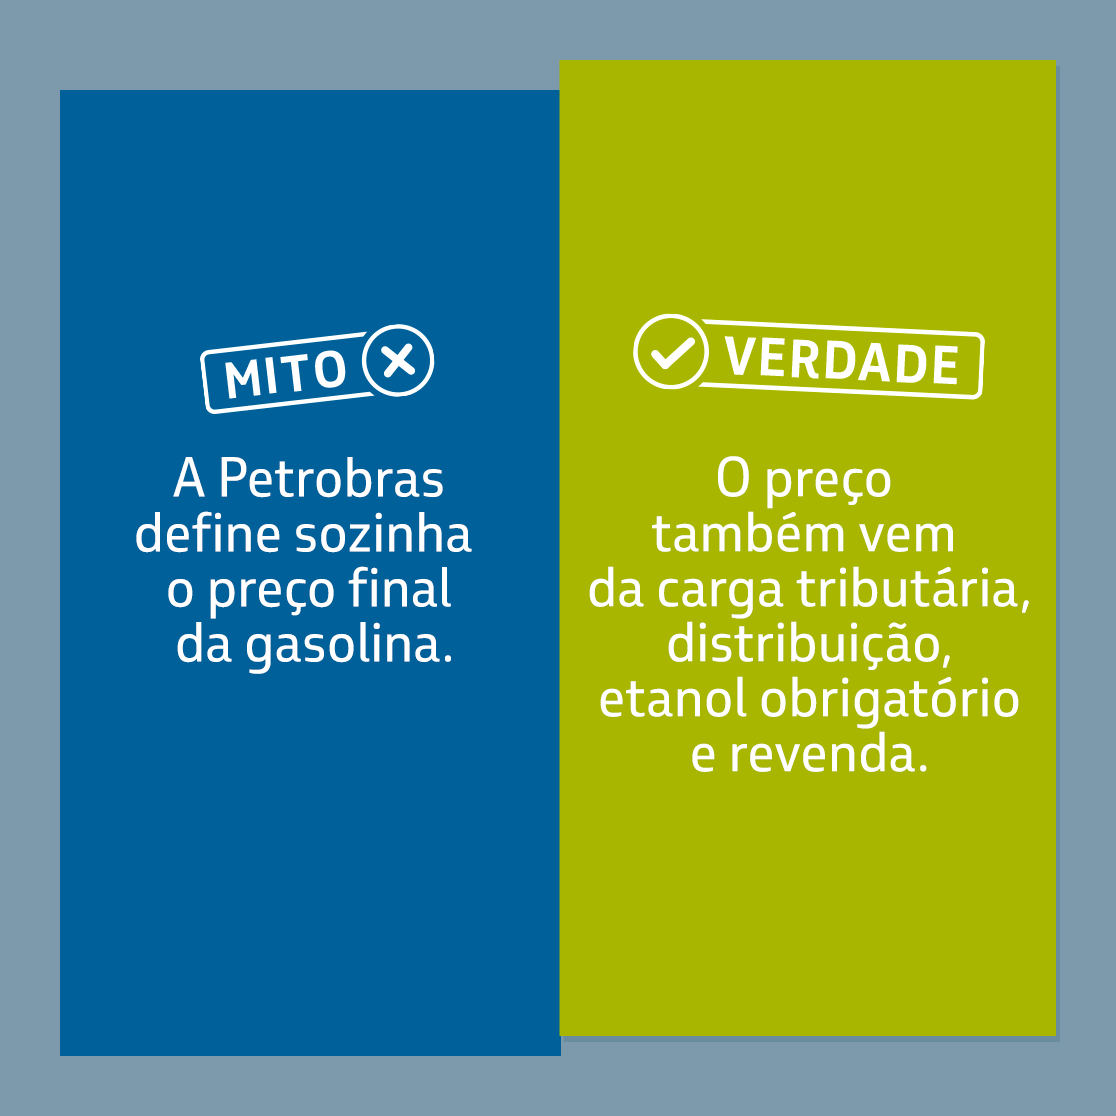 MITO
A Petrobras
define sozinha
o preço final
da gasolina.
VERDADE
O preço
também vem
da carga tributária,
distribuição,
etanol obrigatório
e revenda.